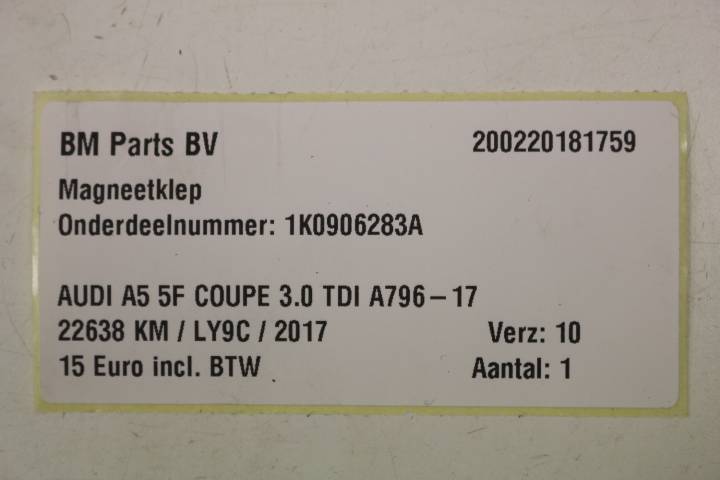 BM Parts BV 200220181759
Magneetklep
Onderdeelnummer: 1K0906283A
AUDI A5 5F COUPE 3.0 TDI A796-17
22638 KM / LY9C / 2017 Verz: 10
15 Euro incl. BTW Aantal: 1